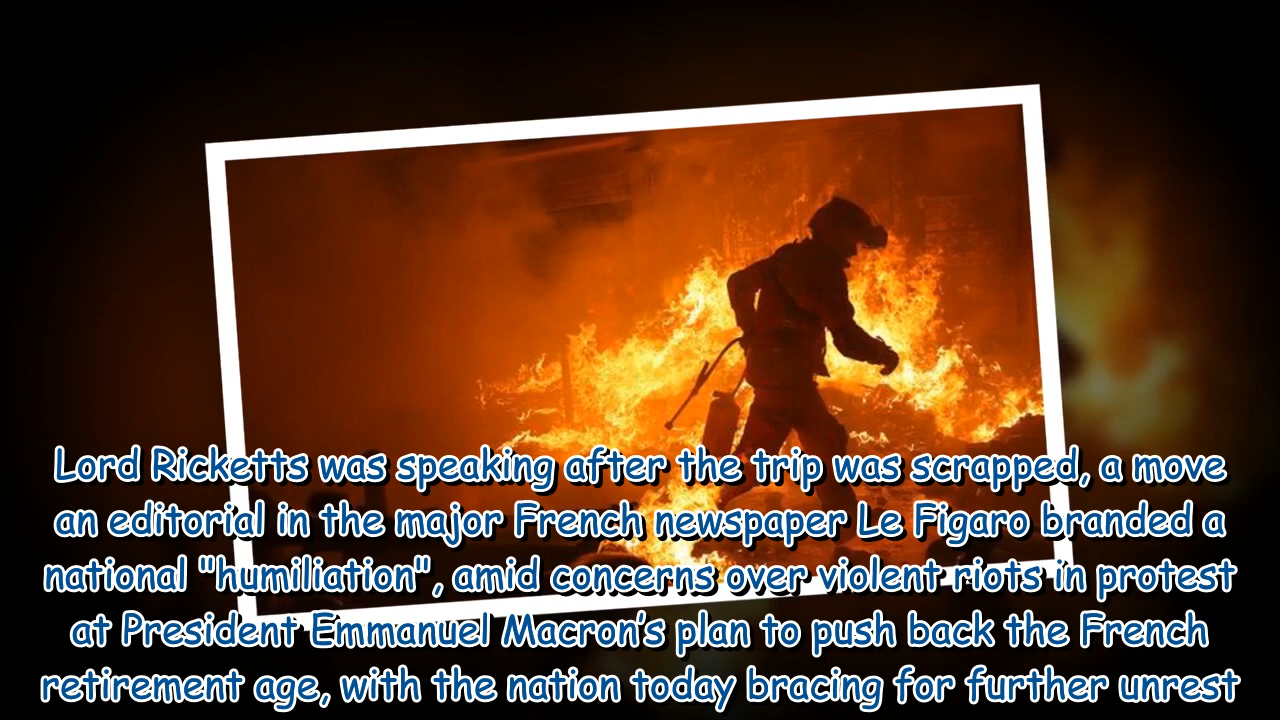 Lord Ricketts was speaking after the trip was scrapped, a move
an editorial in the major French newspaper Le Figaro branded a
national "humiliation", amid concerns over violent riots in protest
at President Emmanuel Macron’s plan to push back the French
retirement age, with the nation today bracing for further unrest